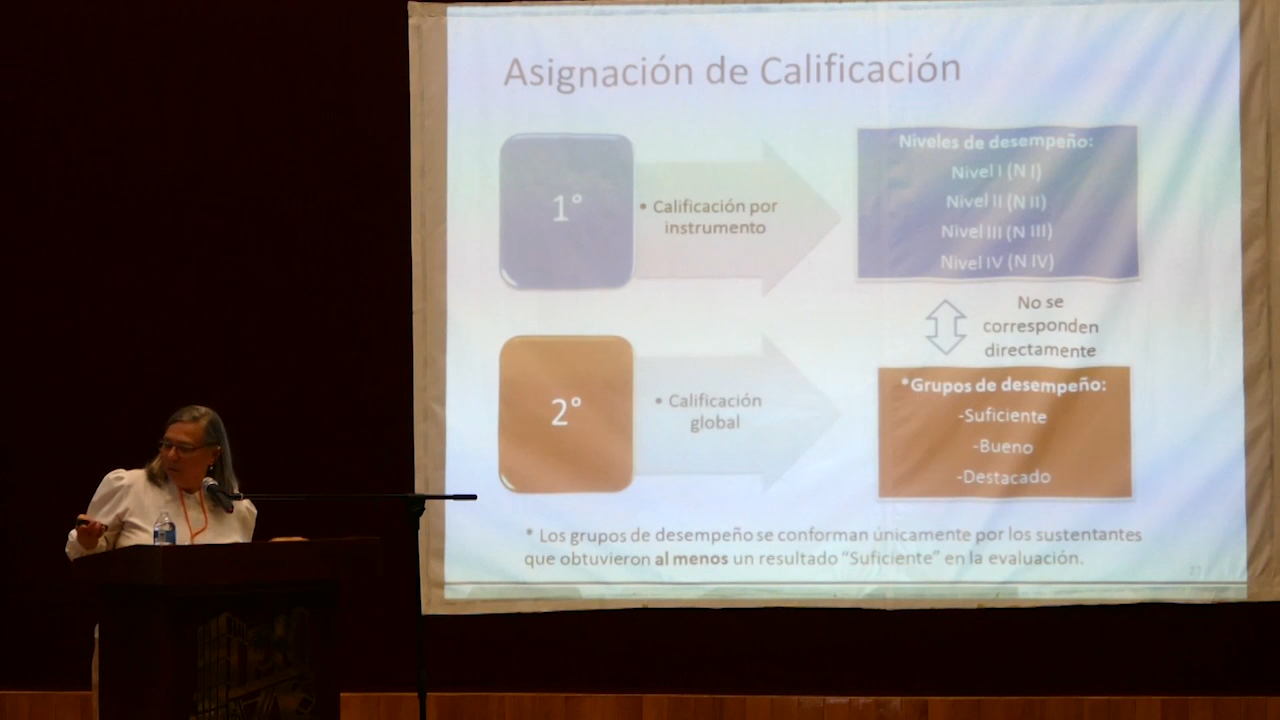 Asignación de Calificación
1°
• Calificación por
instrumento
Niveles de desempeño:
Nivel I (N I)
Nivel II (N II)
Nivel III (N III)
Nivel IV (N IV)
No se
corresponden
directamente
2°
• Calificación
global
*Grupos de desempeño:
-Suficiente
-Bueno
-Destacado
* Los grupos de desempeño se conforman únicamente por los sustentantes
que obtuvieron al menos un resultado “Suficiente” en la evaluación.